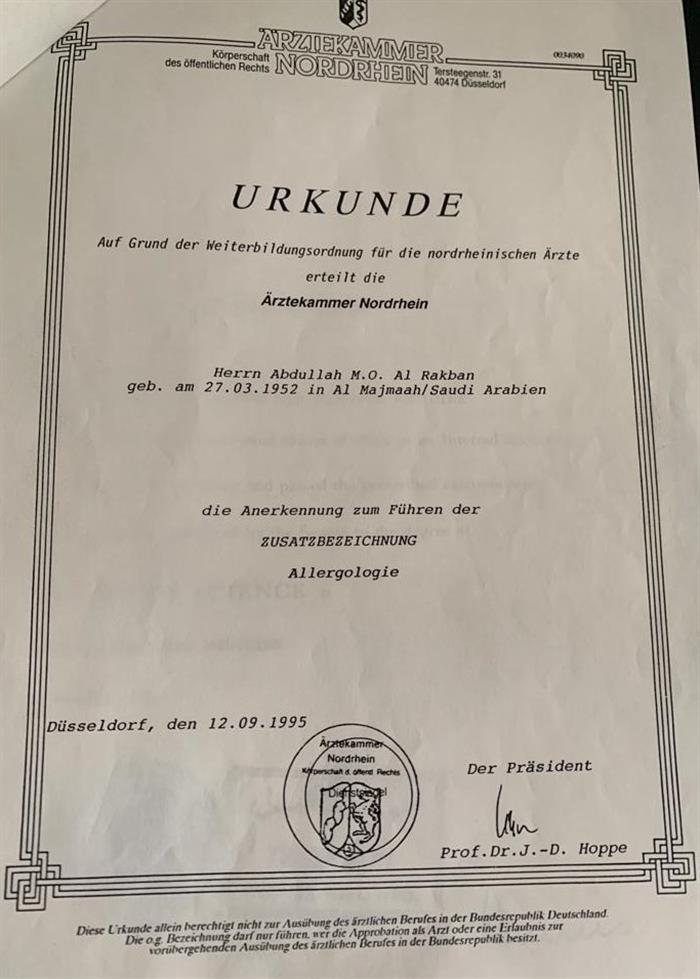 ÄRZTEKAMMER
NORDRHEIN
Körperschaft
des öffentlichen Rechts
Tersteegenstr. 31
40474 Düsseldorf
0034090
URKUNDE
Auf Grund der Weiterbildungsordnung für die nordrheinischen Ärzte
erteilt die
Ärztekammer Nordrhein
Herrn Abdullah M.O. Al Rakban
geb. am 27.03.1952 in Al Majmaah/Saudi Arabien
die Anerkennung zum Führen der
ZUSATZBEZEICHNUNG
Allergologie
Düsseldorf, den 12.09.1995
Ärztekammer
Nordrhein
Körperschaft d. öffentl. Rechts
Dienstsiegel
Der Präsident
Prof.Dr.J.-D. Hoppe
Diese Urkunde allein berechtigt nicht zur Ausübung des ärztlichen Berufes in der Bundesrepublik Deutschland.
Die o.g. Bezeichnung darf nur führen, wer die Approbation als Arzt oder eine Erlaubnis zur
vorübergehenden Ausübung des ärztlichen Berufes in der Bundesrepublik besitzt.